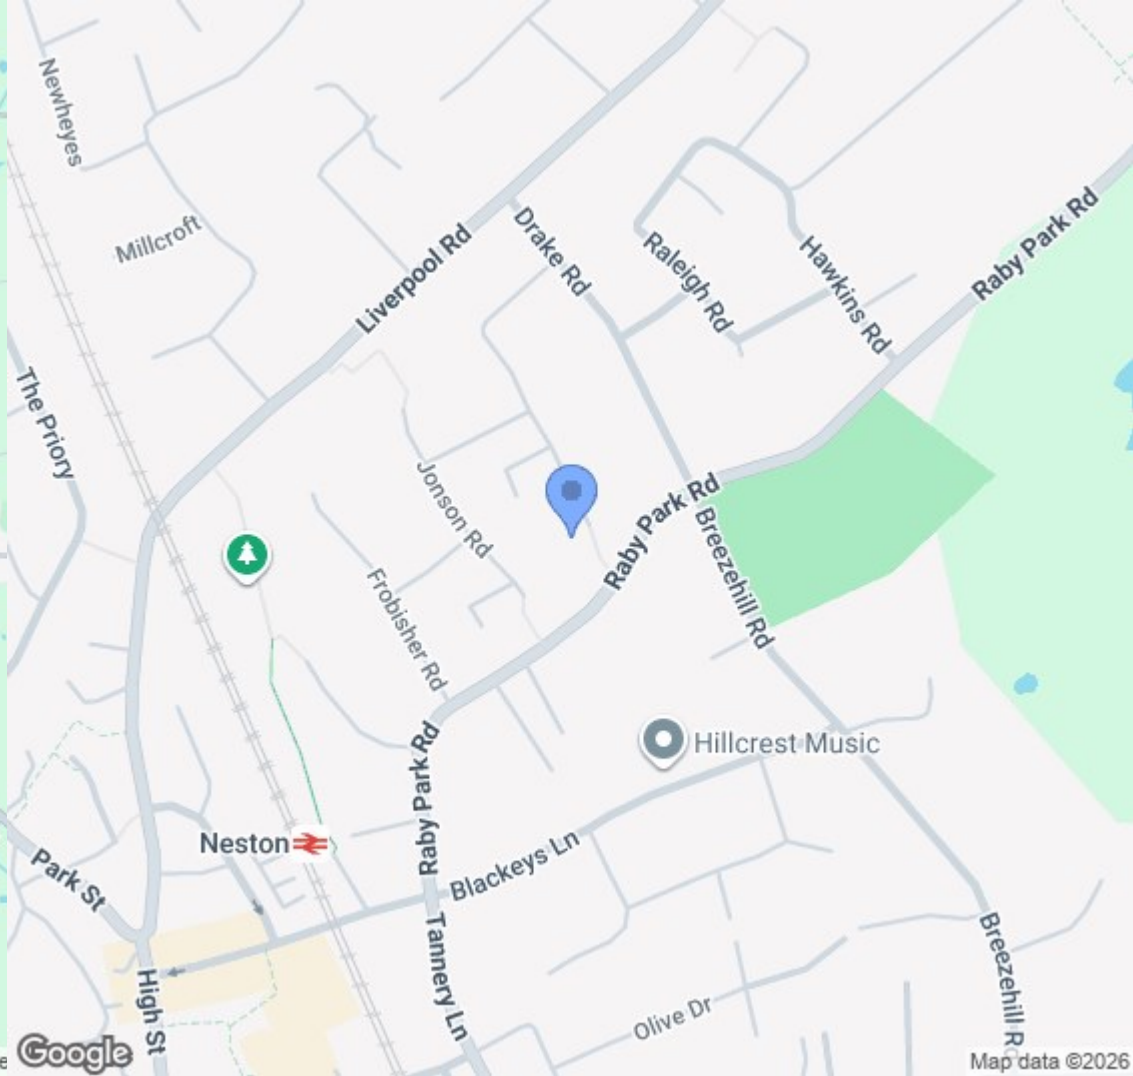 Newheyes
Millcroft
Liverpool Rd
Drake Rd
Raleigh Rd
Hawkins Rd
Raby Park Rd
The Priory
Jonson Rd
Raby Park Rd
Breezehill Rd
Frobisher Rd
Raby Park Rd
Hillcrest Music
Neston
Park St
Blackeys Ln
Tannery Ln
High St
Olive Dr
Breezehill Rd
Google
Map data ©2026